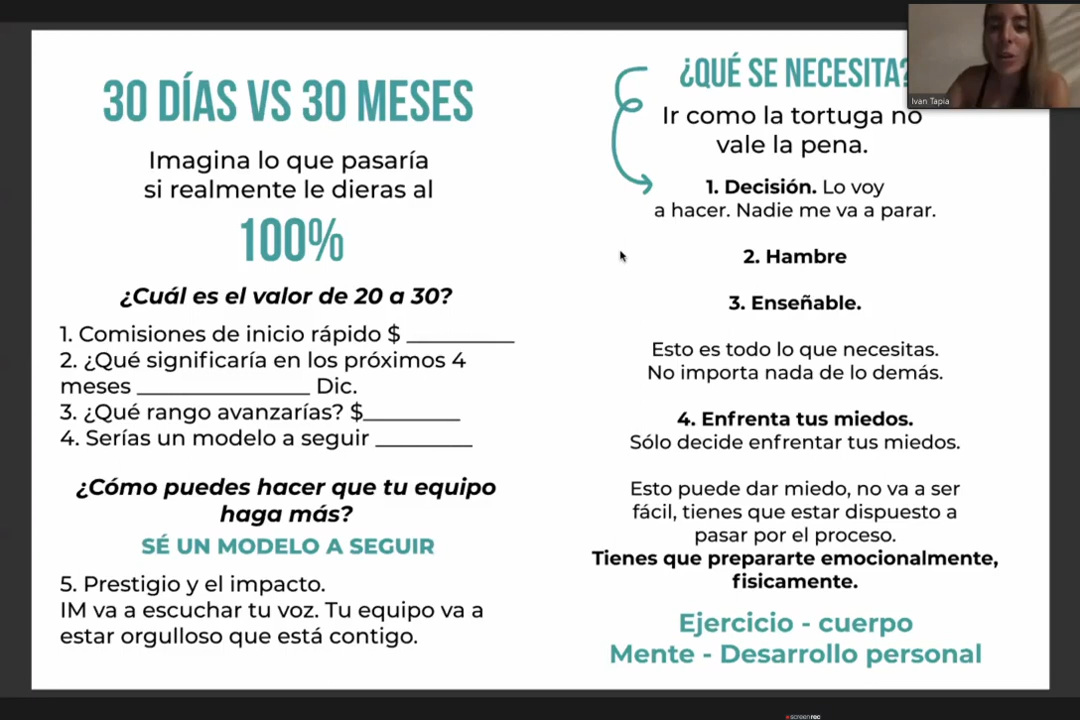 30 DÍAS VS 30 MESES
Imagina lo que pasaría
si realmente le dieras al
100%
¿Cuál es el valor de 20 a 30?
1. Comisiones de inicio rápido $ _________
2. ¿Qué significaría en los próximos 4
meses ______________ Dic.
3. ¿Qué rango avanzarías? $________
4. Serías un modelo a seguir ________
¿Cómo puedes hacer que tu equipo
haga más?
SÉ UN MODELO A SEGUIR
5. Prestigio y el impacto.
IM va a escuchar tu voz. Tu equipo va a
estar orgulloso que está contigo.
¿QUÉ SE NECESITA?
Ir como la tortuga no
vale la pena.
1. Decisión. Lo voy
a hacer. Nadie me va a parar.
2. Hambre
3. Enseñable.
Esto es todo lo que necesitas.
No importa nada de lo demás.
4. Enfrenta tus miedos.
Sólo decide enfrentar tus miedos.
Esto puede dar miedo, no va a ser
fácil, tienes que estar dispuesto a
pasar por el proceso.
Tienes que prepararte emocionalmente,
fisicamente.
Ejercicio - cuerpo
Mente - Desarrollo personal
Ivan Tapia
screenrec